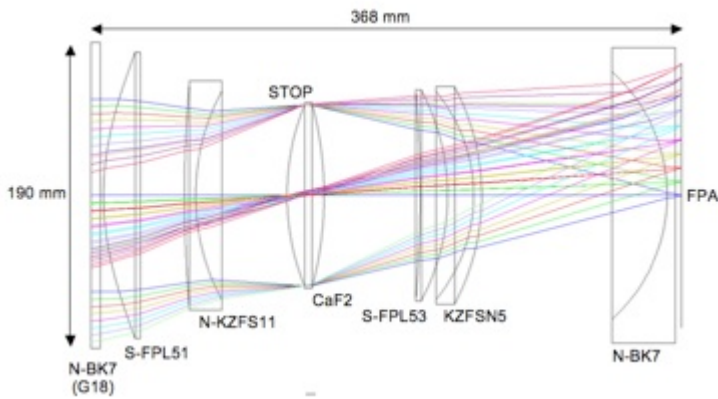 368 mm
STOP
190 mm
FPA
CaF2
N-KZFS11
S-FPL53
KZFSN5
S-FPL51
N-BK7
N-BK7
(G18)